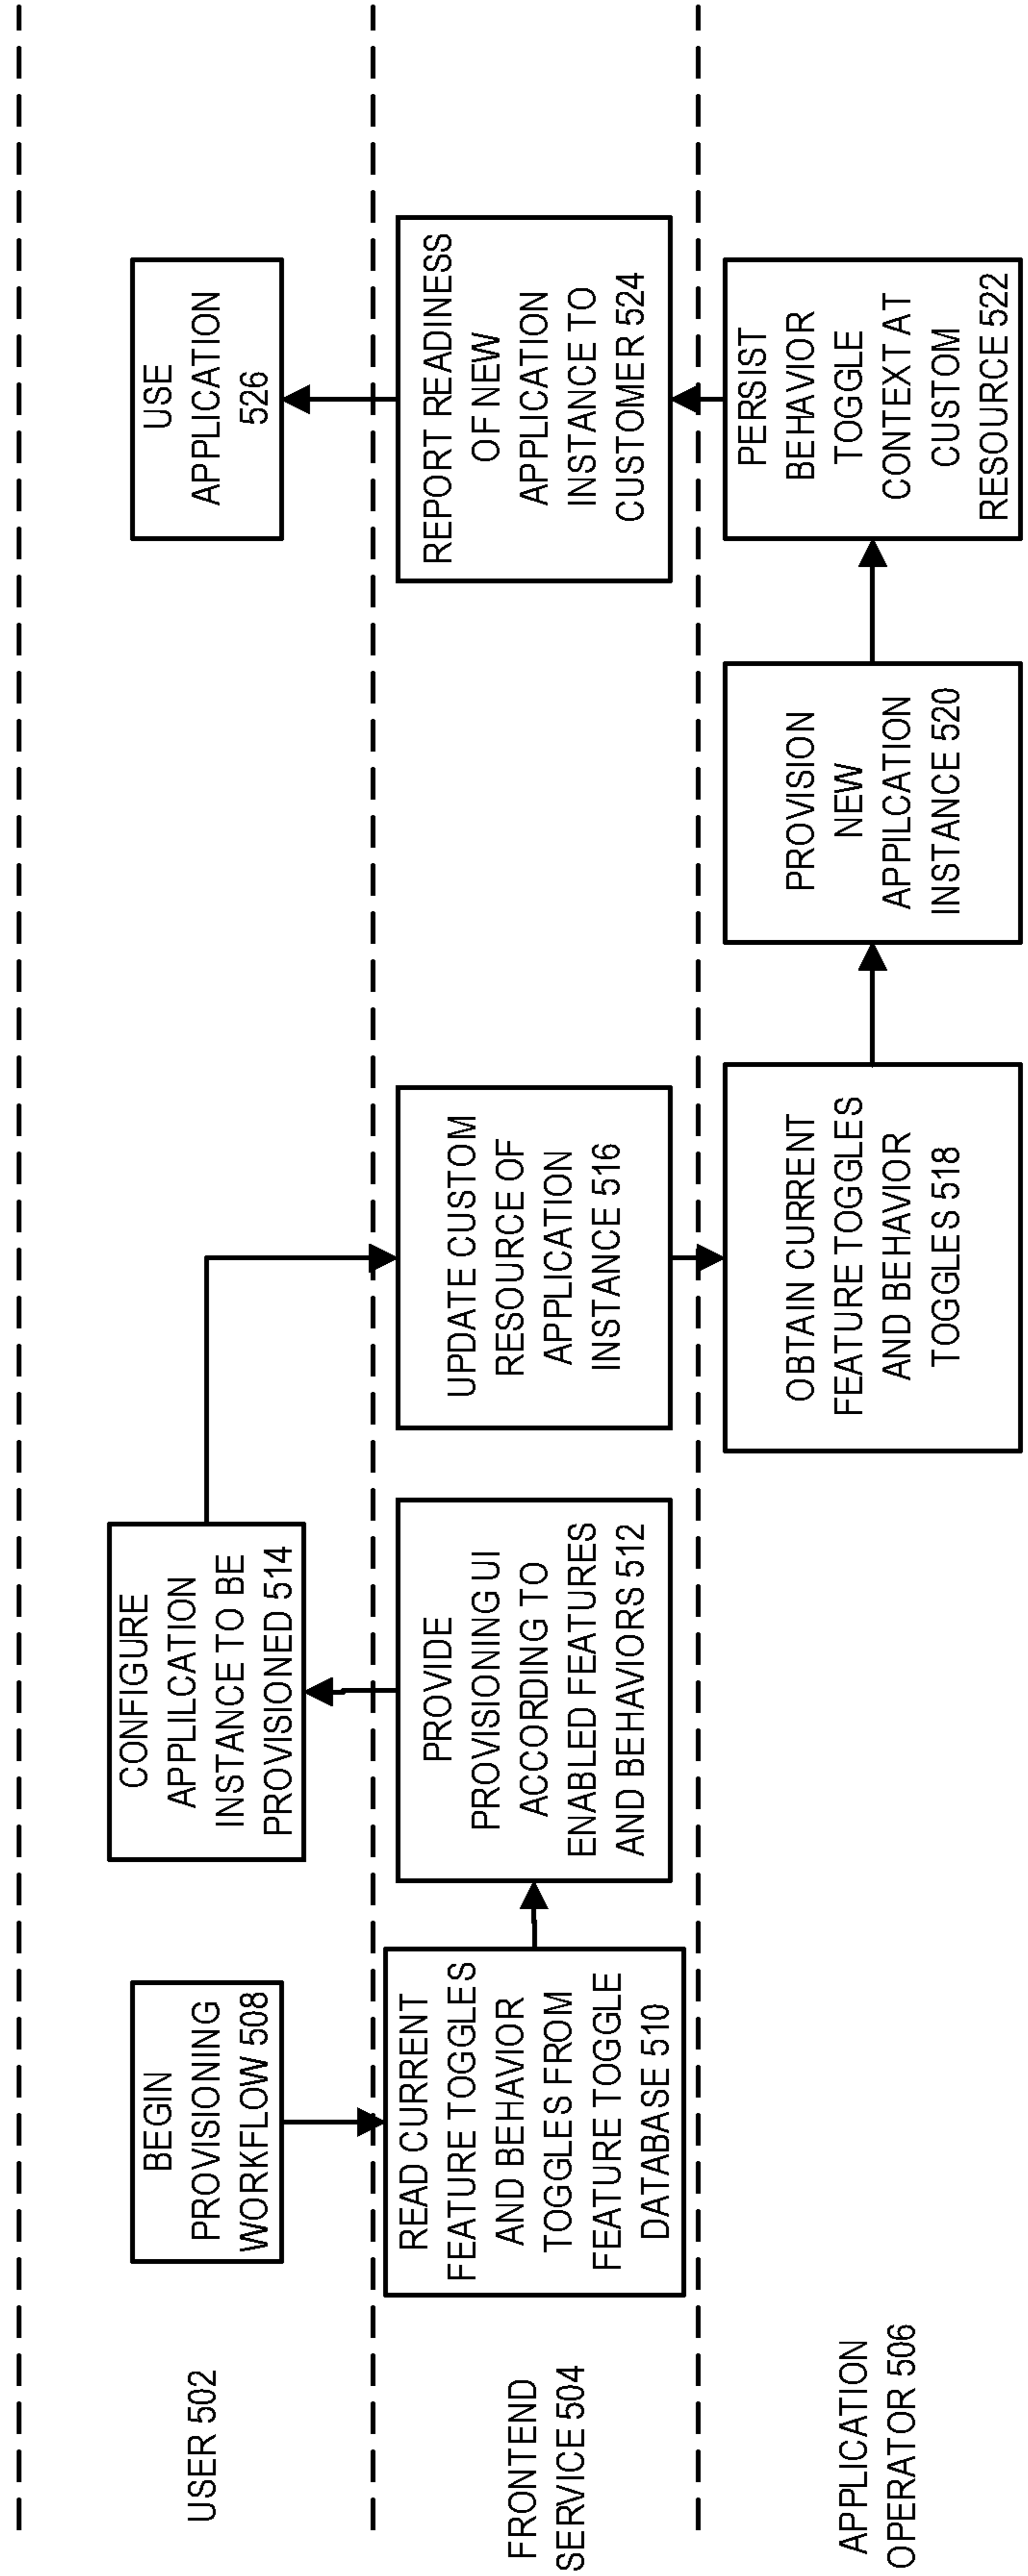 USER 502
BEGIN
PROVISIONING
WORKFLOW 508
CONFIGURE
APPLILCATION
INSTANCE TO BE
PROVISIONED 514
USE
APPLICATION
526
FRONTEND
SERVICE 504
READ CURRENT
FEATURE TOGGLES
AND BEHAVIOR
TOGGLES FROM
FEATURE TOGGLE
DATABASE 510
PROVIDE
PROVISIONING UI
ACCORDING TO
ENABLED FEATURES
AND BEHAVIORS 512
UPDATE CUSTOM
RESOURCE OF
APPLICATION
INSTANCE 516
REPORT READINESS
OF NEW
APPLICATION
INSTANCE TO
CUSTOMER 524
APPLICATION
OPERATOR 506
OBTAIN CURRENT
FEATURE TOGGLES
AND BEHAVIOR
TOGGLES 518
PROVISION
NEW
APPILCATION
INSTANCE 520
PERSIST
BEHAVIOR
TOGGLE
CONTEXT AT
CUSTOM
RESOURCE 522